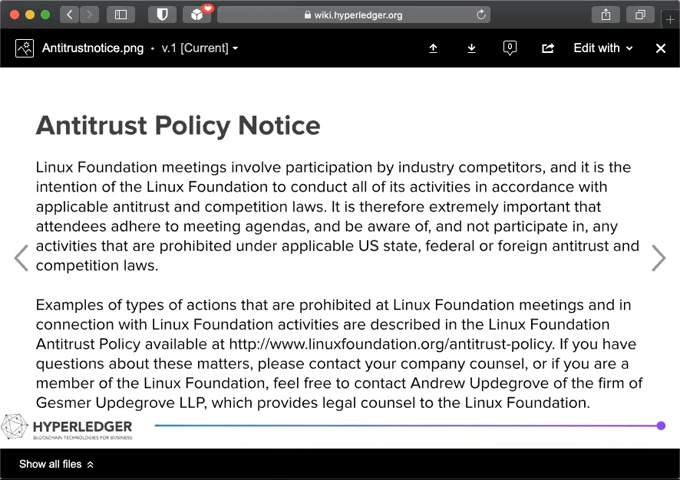 wiki.hyperledger.org
Antitrustnotice.png • v.1 [Current]
0
Edit with
Antitrust Policy Notice
Linux Foundation meetings involve participation by industry competitors, and it is the
intention of the Linux Foundation to conduct all of its activities in accordance with
applicable antitrust and competition laws. It is therefore extremely important that
attendees adhere to meeting agendas, and be aware of, and not participate in, any
activities that are prohibited under applicable US state, federal or foreign antitrust and
competition laws.
Examples of types of actions that are prohibited at Linux Foundation meetings and in
connection with Linux Foundation activities are described in the Linux Foundation
Antitrust Policy available at http://www.linuxfoundation.org/antitrust-policy. If you have
questions about these matters, please contact your company counsel, or if you are a
member of the Linux Foundation, feel free to contact Andrew Updegrove of the firm of
Gesmer Updegrove LLP, which provides legal counsel to the Linux Foundation.
HYPERLEDGER
BLOCKCHAIN TECHNOLOGIES FOR BUSINESS
Show all files